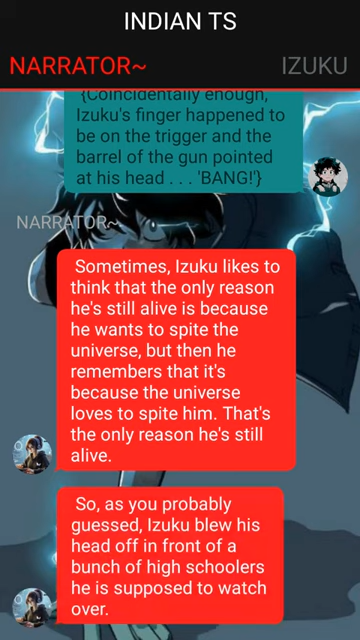 INDIAN TS
NARRATOR~ IZUKU
{Coincidentally enough,
Izuku's finger happened to
be on the trigger and the
barrel of the gun pointed
at his head . . . 'BANG!'}
NARRATOR~
Sometimes, Izuku likes to
think that the only reason
he's still alive is because
he wants to spite the
universe, but then he
remembers that it's
because the universe
loves to spite him. That's
the only reason he's still
alive.
So, as you probably
guessed, Izuku blew his
head off in front of a
bunch of high schoolers
he is supposed to watch
over.